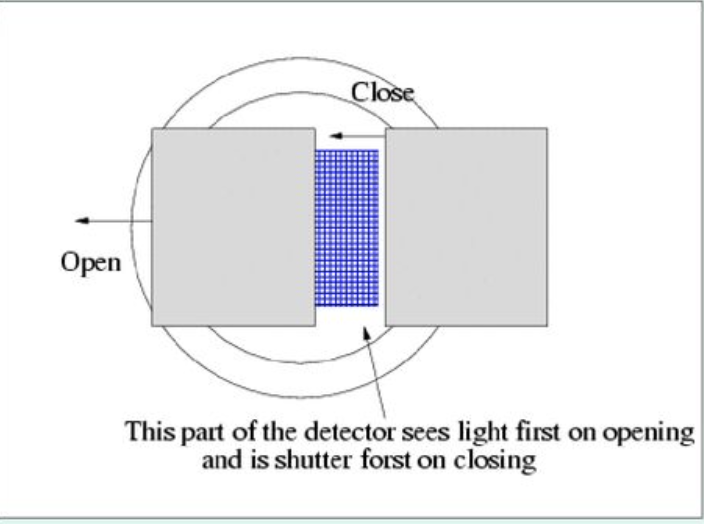 Close
Open
This part of the detector sees light first on opening
and is shutter forst on closing